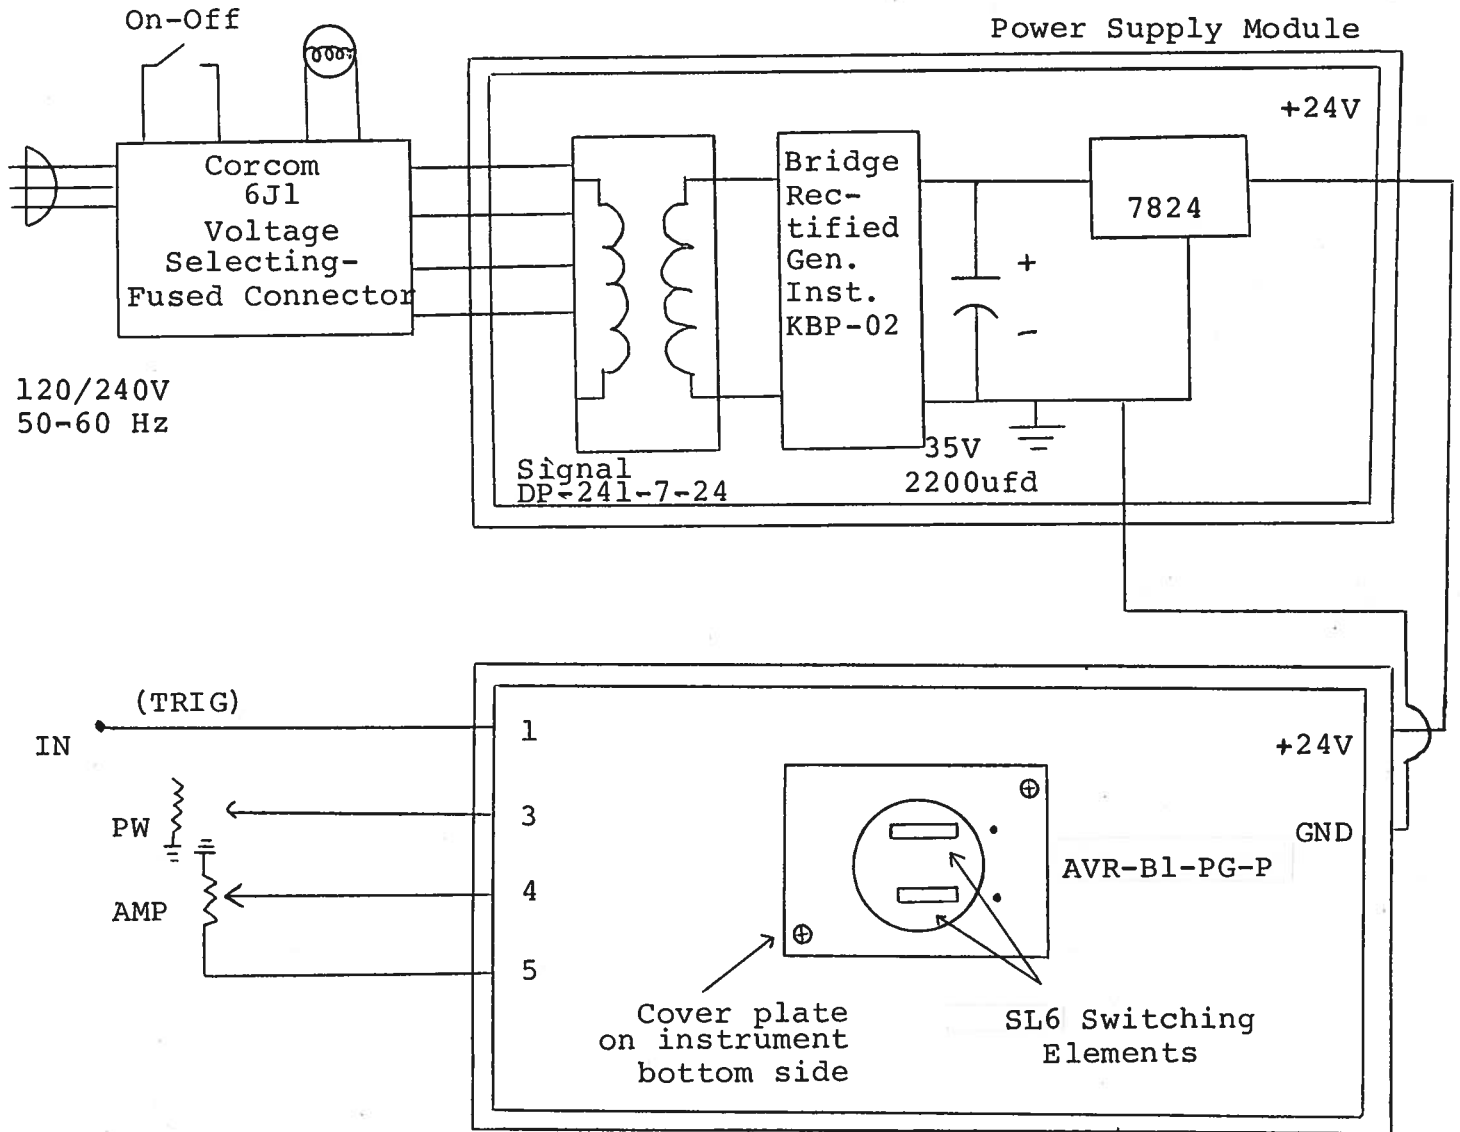 On-Off
Power Supply Module
+24V
Corcom
6J1
Voltage
Selecting-
Fused Connector
Bridge
Rec-
tified
Gen.
Inst.
KBP-02
7824
+
-
120/240V
50-60 Hz
Signal
DP-241-7-24
35V
2200ufd
(TRIG)
IN
1
+24V
PW
3
GND
AVR-B1-PG-P
AMP
4
5
Cover plate
on instrument
bottom side
SL6 Switching
Elements